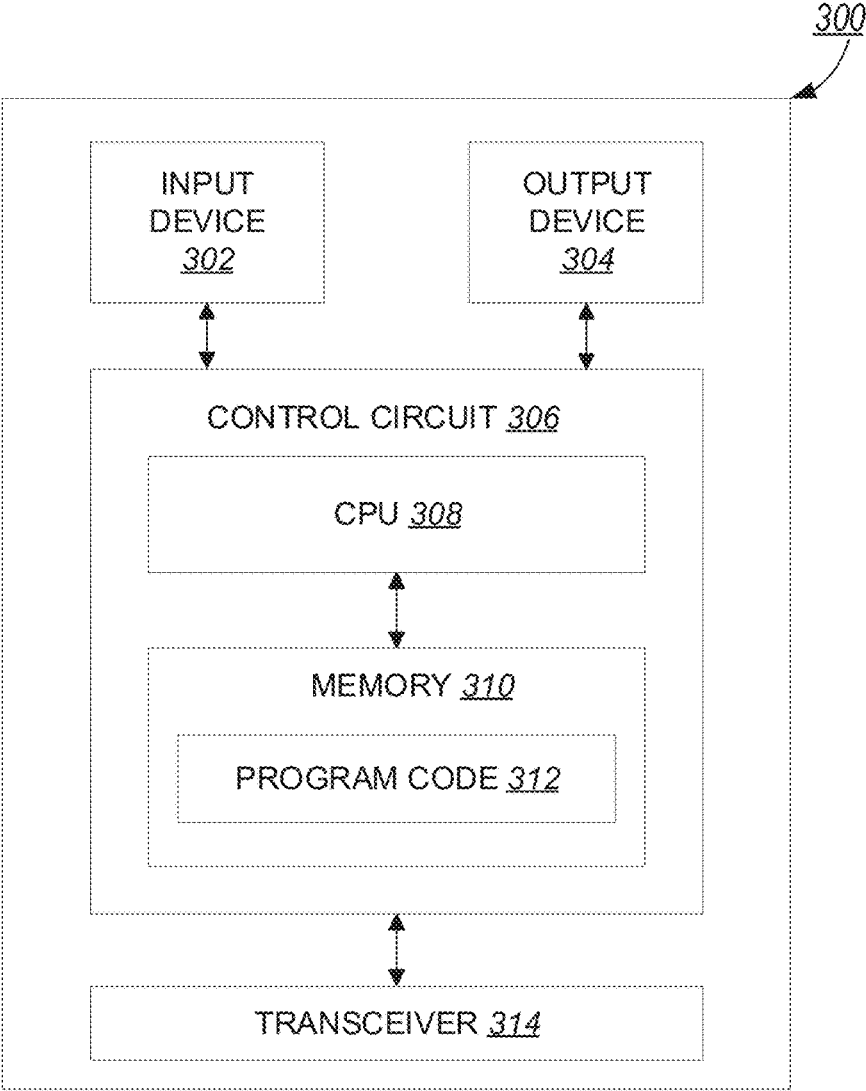 300
INPUT
DEVICE
302
OUTPUT
DEVICE
304
CONTROL CIRCUIT 306
CPU 308
MEMORY 310
PROGRAM CODE 312
TRANSCEIVER 314